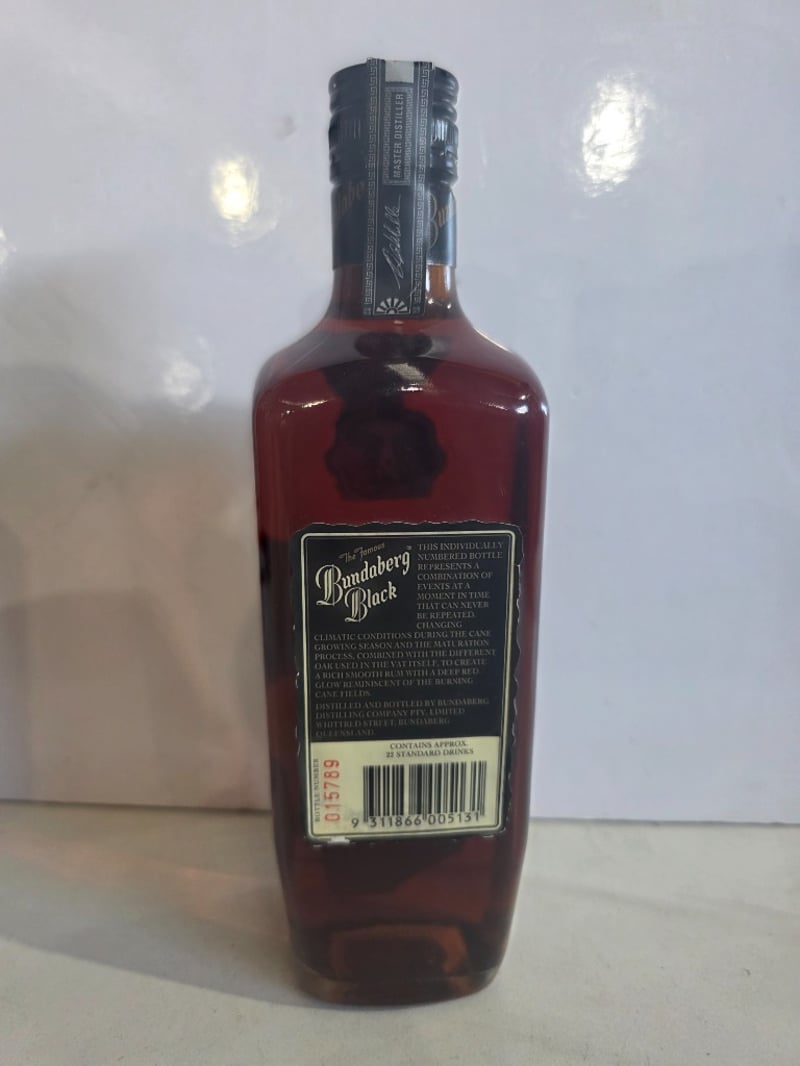 MASTER DISTILLER
The Famous
Bundaberg
Black
THIS INDIVIDUALLY
NUMBERED BOTTLE
REPRESENTS A
COMBINATION OF
EVENTS AT A
MOMENT IN TIME
THAT CAN NEVER
BE REPEATED.
CHANGING
CLIMATIC CONDITIONS DURING THE CANE
GROWING SEASON AND THE MATURATION
PROCESS, COMBINED WITH THE DIFFERENT
OAK USED IN THE VAT ITSELF, TO CREATE
A RICH SMOOTH RUM WITH A DEEP RED
GLOW REMINISCENT OF THE BURNING
CANE FIELDS.
DISTILLED AND BOTTLED BY BUNDABERG
DISTILLING COMPANY PTY. LIMITED
WHITTRED STREET, BUNDABERG
QUEENSLAND.
CONTAINS APPROX.
22 STANDARD DRINKS
BOTTLE NUMBER
015789
9 311866 005131